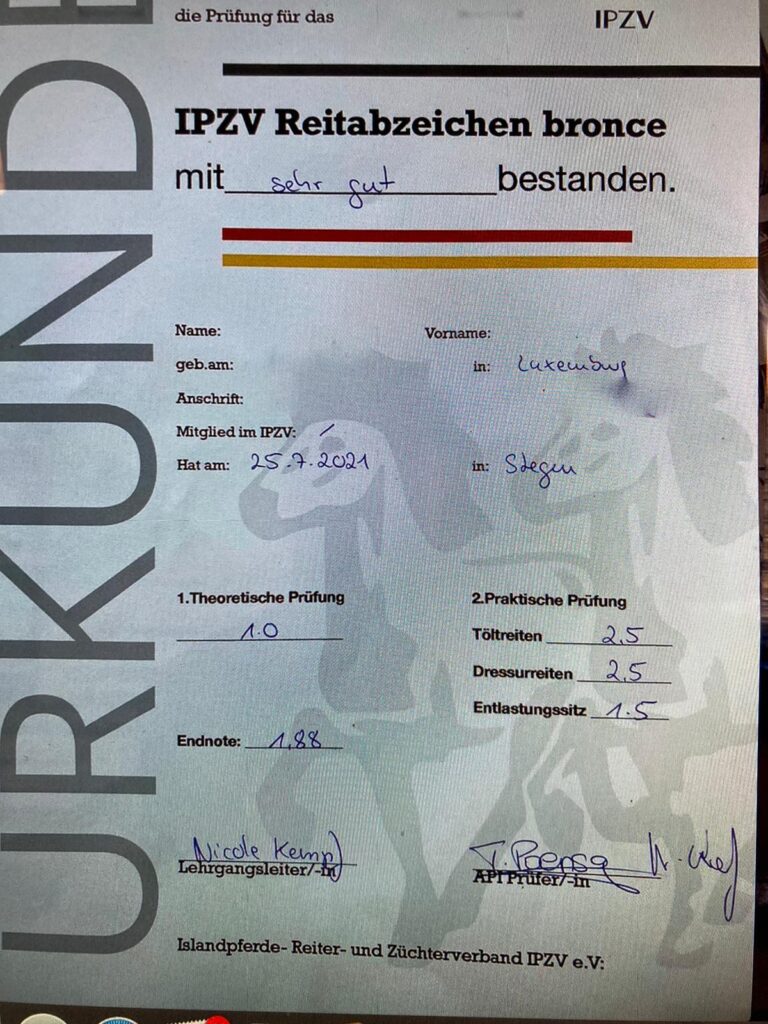 die Prüfung für das
IPZV
IPZV Reitabzeichen bronce
mit sehr gut bestanden.
Name: Vorname:
geb.am: in: Luxemburg
Anschrift:
Mitglied im IPZV: /
Hat am: 25.7.2021 in: Stegen
1.Theoretische Prüfung 2.Praktische Prüfung
1.0 Töltreiten 2,5
Dressurreiten 2,5
Entlastungssitz 1.5
Endnote: 1,88
Nicole Kempf
Lehrgangsleiter/-in API Prüfer/-in
Islandpferde- Reiter- und Züchterverband IPZV e.V:
URKUNDE